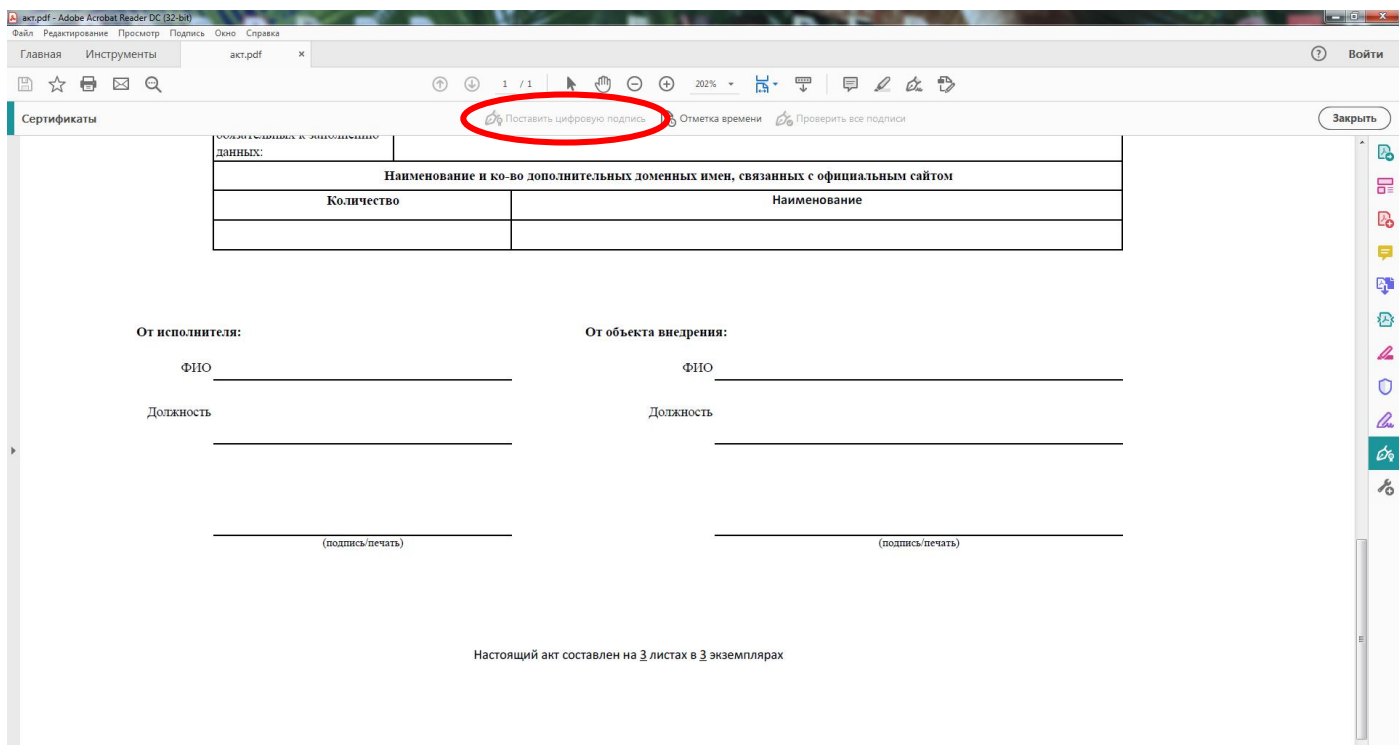 акт.pdf - Adobe Acrobat Reader DC (32-bit)
Файл Редактирование Просмотр Подпись Окно Справка
Главная Инструменты акт.pdf × ? Войти
1 / 1 202%
Сертификаты Поставить цифровую подпись Отметка времени Проверить все подписи Закрыть
обязательных к заполнению
данных:
Наименование и ко-во дополнительных доменных имен, связанных с официальным сайтом
Количество Наименование
От исполнителя: От объекта внедрения:
ФИО ФИО
Должность Должность
(подпись/печать) (подпись/печать)
Настоящий акт составлен на 3 листах в 3 экземплярах